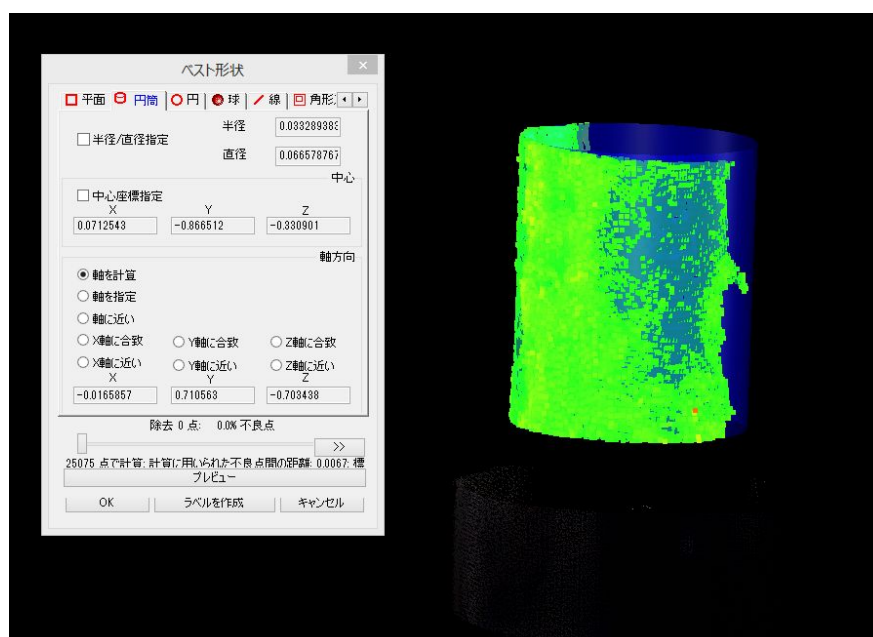 ベスト形状
平面 円筒 円 球 線 角形
半径/直径指定
半径 0.03328938
直径 0.066578767
中心
中心座標指定
X Y Z
0.0712543 -0.866512 -0.330901
軸方向
軸を計算
軸を指定
軸に近い
X軸に合致 Y軸に合致 Z軸に合致
X軸に近い Y軸に近い Z軸に近い
X Y Z
-0.0165857 0.710563 -0.703438
除去 0 点: 0.0% 不良点
>>
25075 点で計算: 計算に用いられた不良点間の距離: 0.0067: 標
プレビュー
OK ラベルを作成 キャンセル